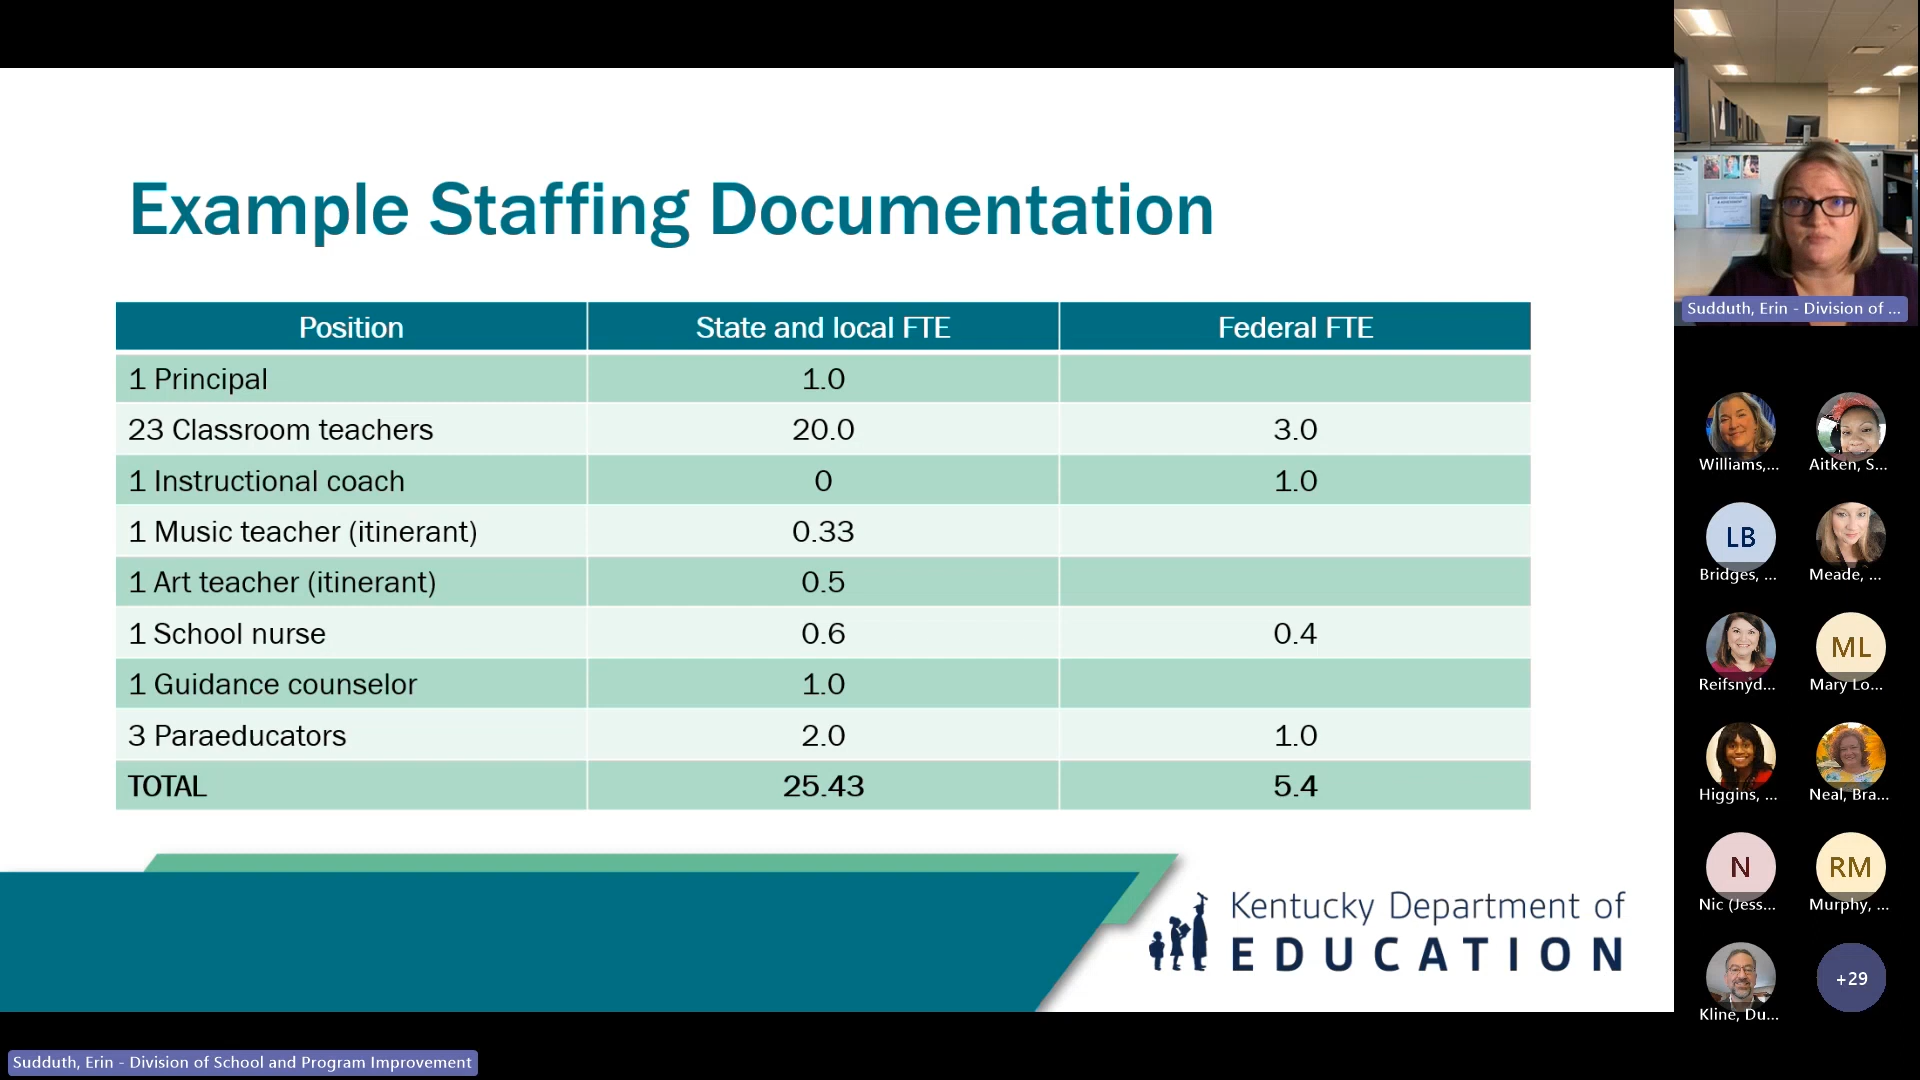 Example Staffing Documentation
Position State and local FTE Federal FTE
1 Principal 1.0
23 Classroom teachers 20.0 3.0
1 Instructional coach 0 1.0
1 Music teacher (itinerant) 0.33
1 Art teacher (itinerant) 0.5
1 School nurse 0.6 0.4
1 Guidance counselor 1.0
3 Paraeducators 2.0 1.0
TOTAL 25.43 5.4
Kentucky Department of
EDUCATION
Sudduth, Erin - Division of School and Program Improvement
Sudduth, Erin - Division of ...
Williams,... Aitken, S...
LB
Bridges, ... Meade, ...
ML
Reifsnyd... Mary Lo...
Higgins, ... Neal, Bra...
N RM
Nic (Jess... Murphy, ...
+29
Kline, Du...